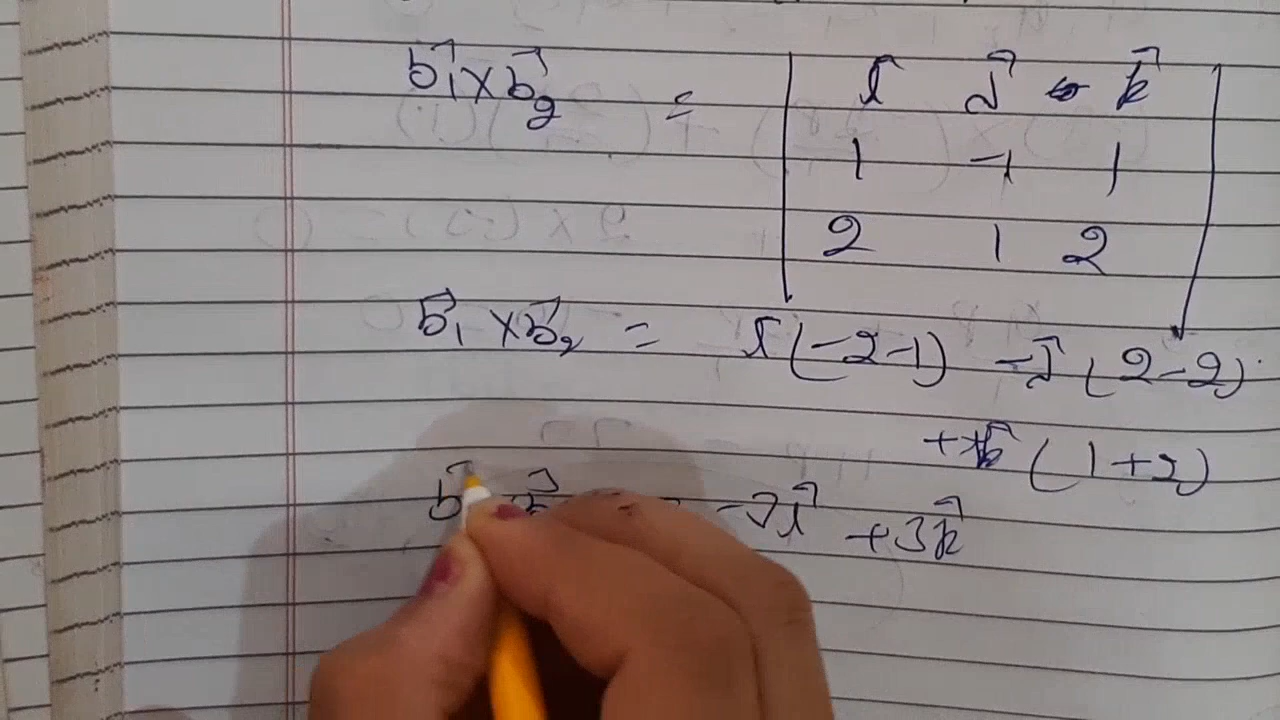 b⃗₁ × b⃗₂ = | î j⃗ k⃗ |
1 -1 1
2 1 2
b⃗₁ × b⃗₂ = î(-2-1) -j⃗(2-2)
+k⃗(1+2)
b⃗ = -3î +3k⃗